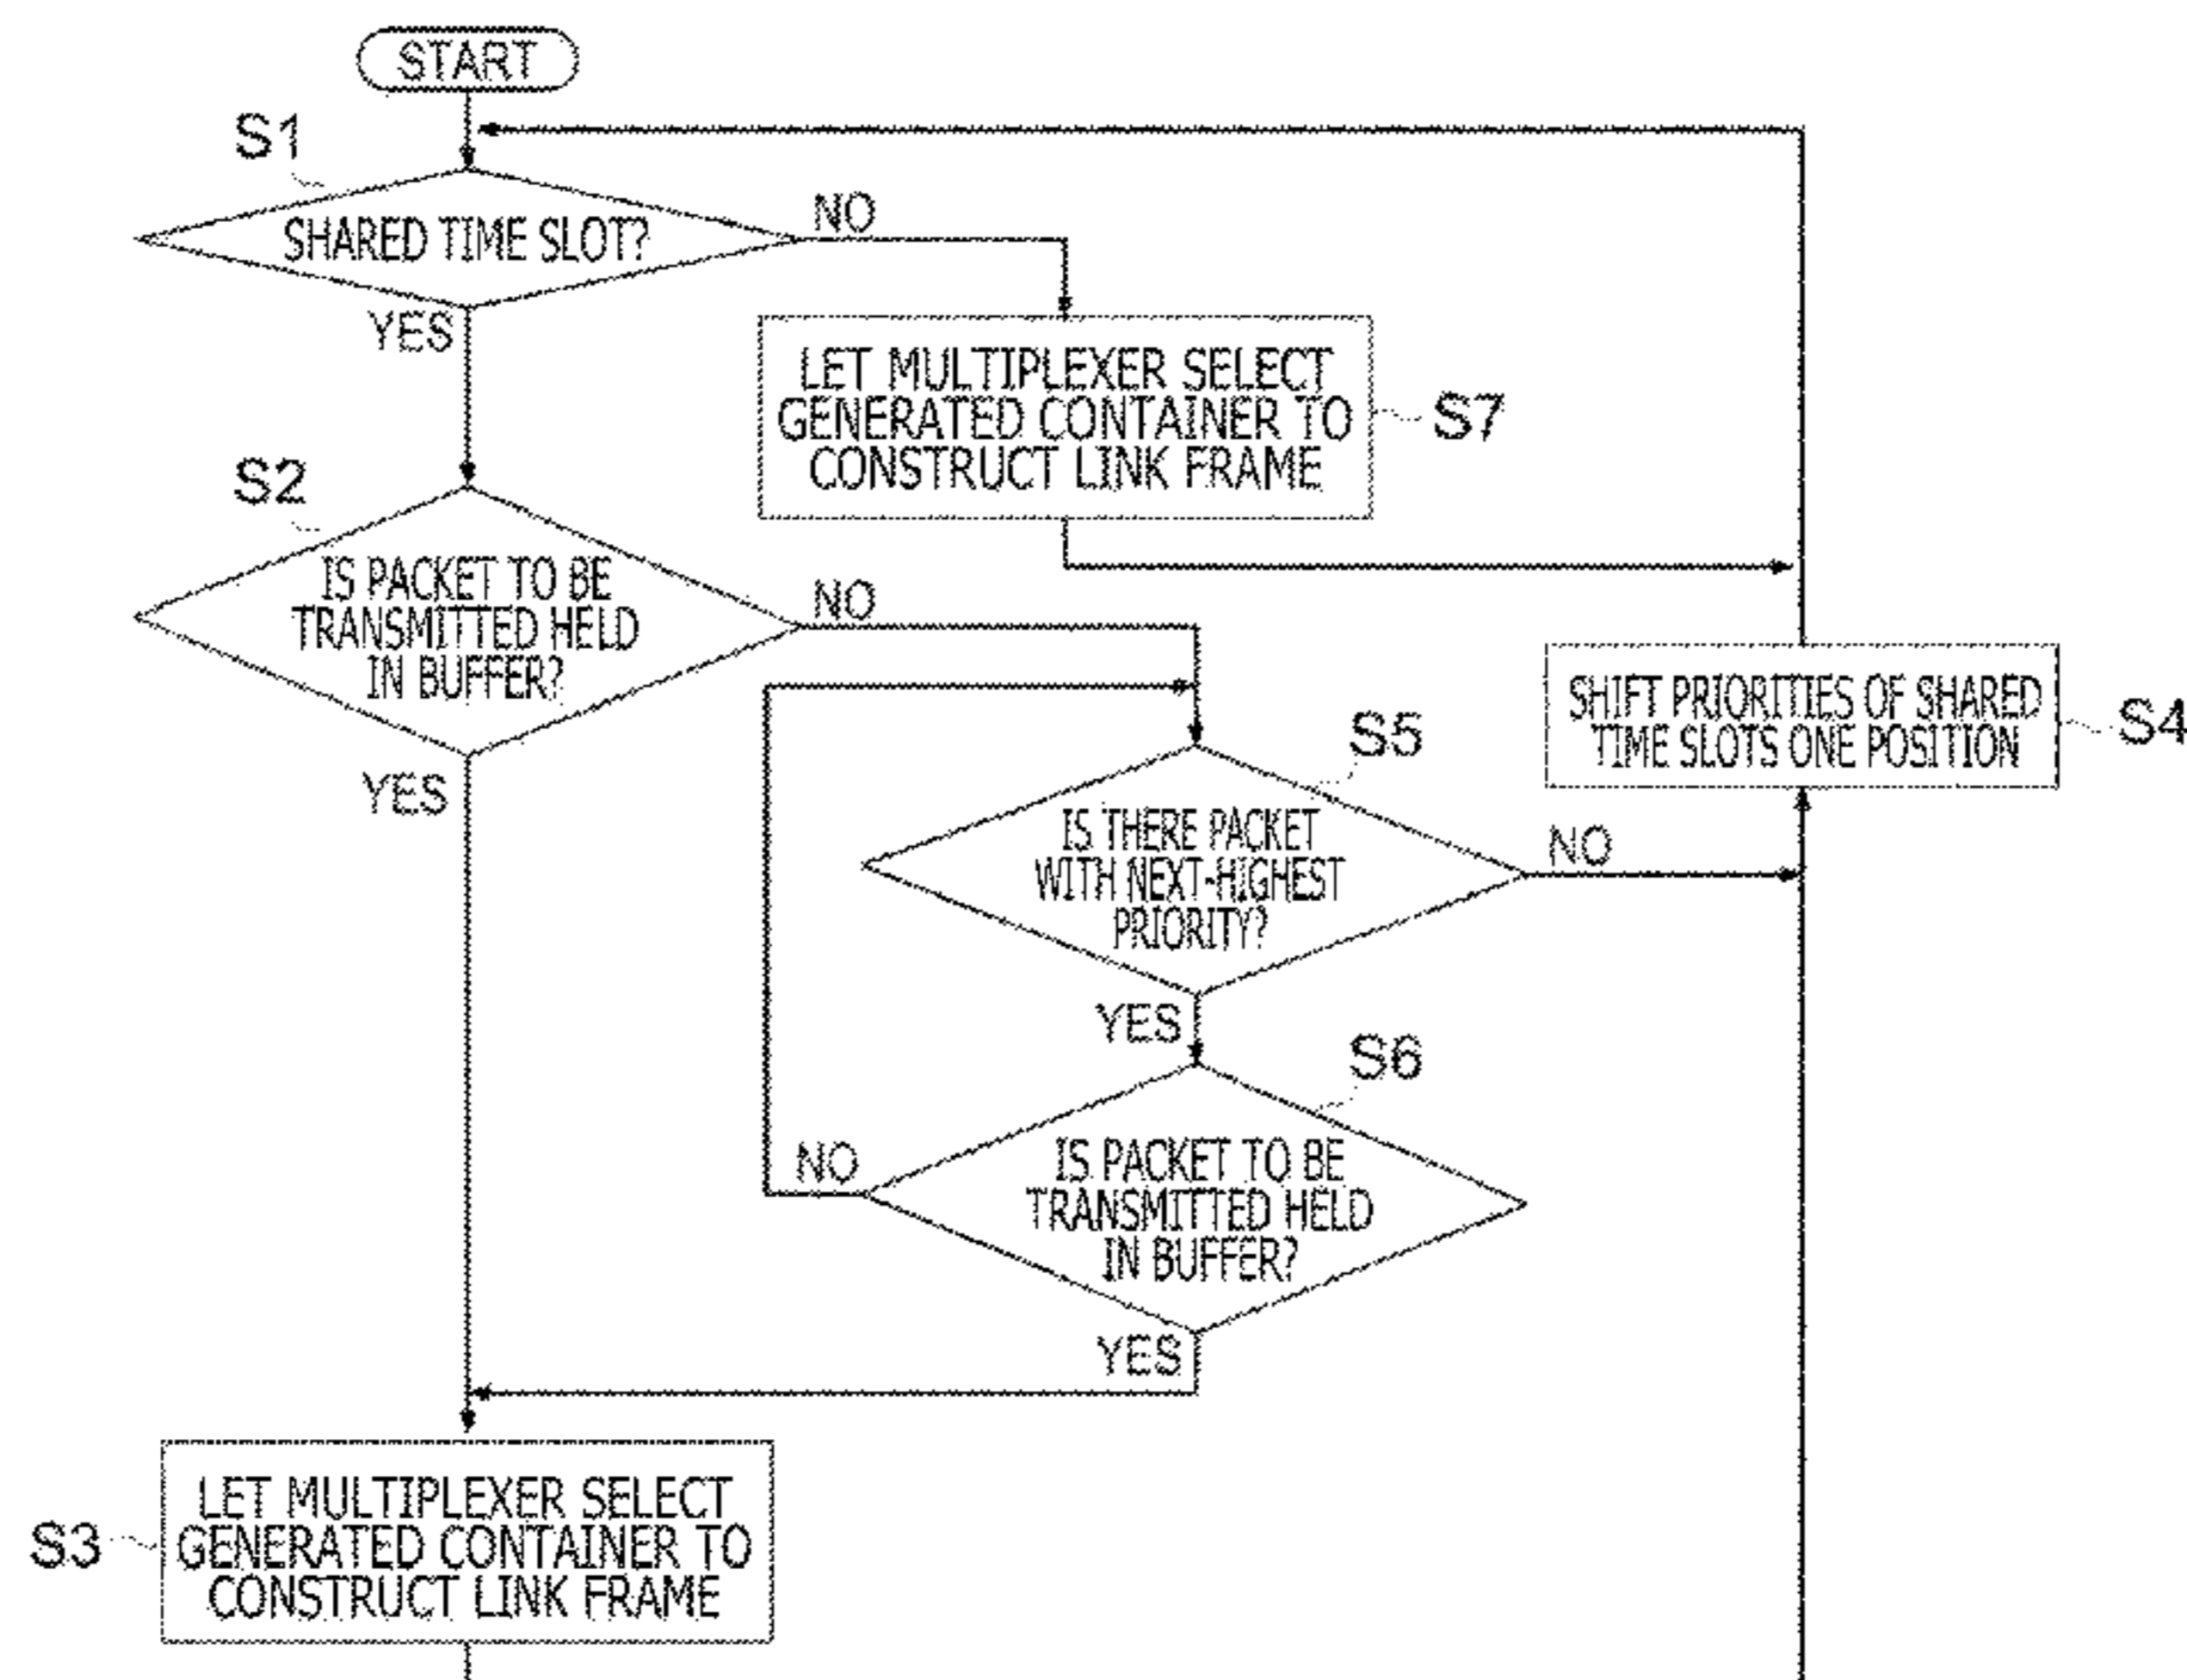 START
S1
SHARED TIME SLOT?
NO
YES
LET MULTIPLEXER SELECT
GENERATED CONTAINER TO
CONSTRUCT LINK FRAME
S7
S2
IS PACKET TO BE
TRANSMITTED HELD
IN BUFFER?
NO
YES
SHIFT PRIORITIES OF SHARED
TIME SLOTS ONE POSITION
S4
S5
IS THERE PACKET
WITH NEXT-HIGHEST
PRIORITY?
NO
YES
S6
IS PACKET TO BE
TRANSMITTED HELD
IN BUFFER?
NO
YES
S3
LET MULTIPLEXER SELECT
GENERATED CONTAINER TO
CONSTRUCT LINK FRAME